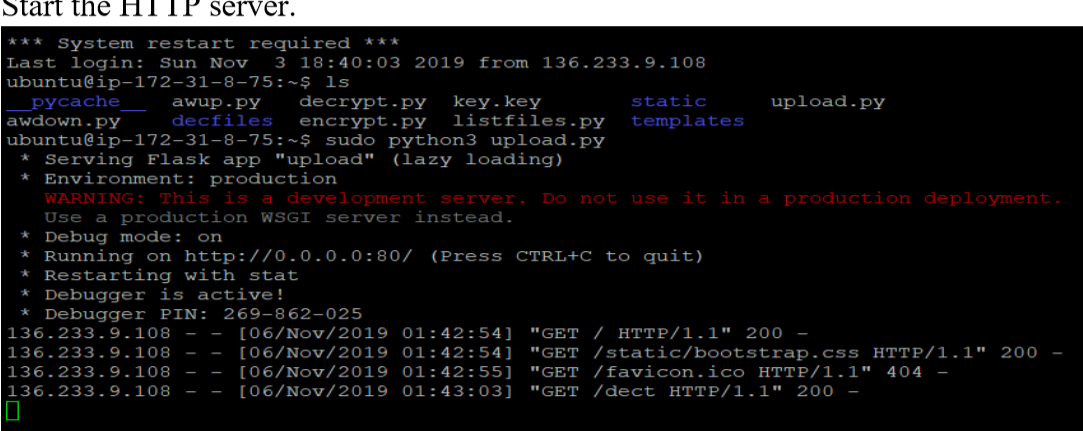 Start the HTTP server.
*** System restart required ***
Last login: Sun Nov  3 18:40:03 2019 from 136.233.9.108
ubuntu@ip-172-31-8-75:~$ ls
__pycache__  awup.py   decrypt.py  key.key       static     upload.py
awdown.py    decfiles  encrypt.py  listfiles.py  templates
ubuntu@ip-172-31-8-75:~$ sudo python3 upload.py
 * Serving Flask app "upload" (lazy loading)
 * Environment: production
   WARNING: This is a development server. Do not use it in a production deployment.
   Use a production WSGI server instead.
 * Debug mode: on
 * Running on http://0.0.0.0:80/ (Press CTRL+C to quit)
 * Restarting with stat
 * Debugger is active!
 * Debugger PIN: 269-862-025
136.233.9.108 - - [06/Nov/2019 01:42:54] "GET / HTTP/1.1" 200 -
136.233.9.108 - - [06/Nov/2019 01:42:54] "GET /static/bootstrap.css HTTP/1.1" 200 -
136.233.9.108 - - [06/Nov/2019 01:42:55] "GET /favicon.ico HTTP/1.1" 404 -
136.233.9.108 - - [06/Nov/2019 01:43:03] "GET /dect HTTP/1.1" 200 -